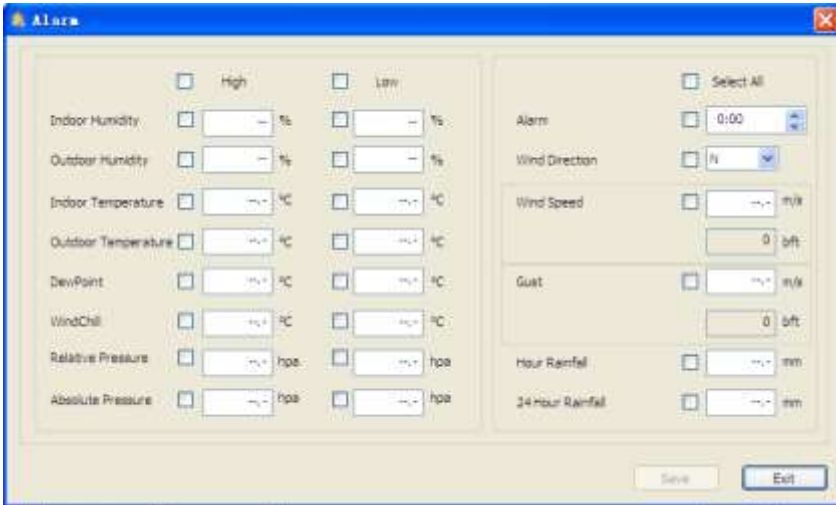 Alarm
High Low
Indoor Humidity -- % -- %
Outdoor Humidity -- % -- %
Indoor Temperature --.- ºC --.- ºC
Outdoor Temperature --.- ºC --.- ºC
DewPoint --.- ºC --.- ºC
WindChill --.- ºC --.- ºC
Relative Pressure --.- hpa --.- hpa
Absolute Pressure --.- hpa --.- hpa
Select All
Alarm 0:00
Wind Direction N
Wind Speed --.- m/s
0 bft
Gust --.- m/s
0 bft
Hour Rainfall --.- mm
24 Hour Rainfall --.- mm
Save Exit